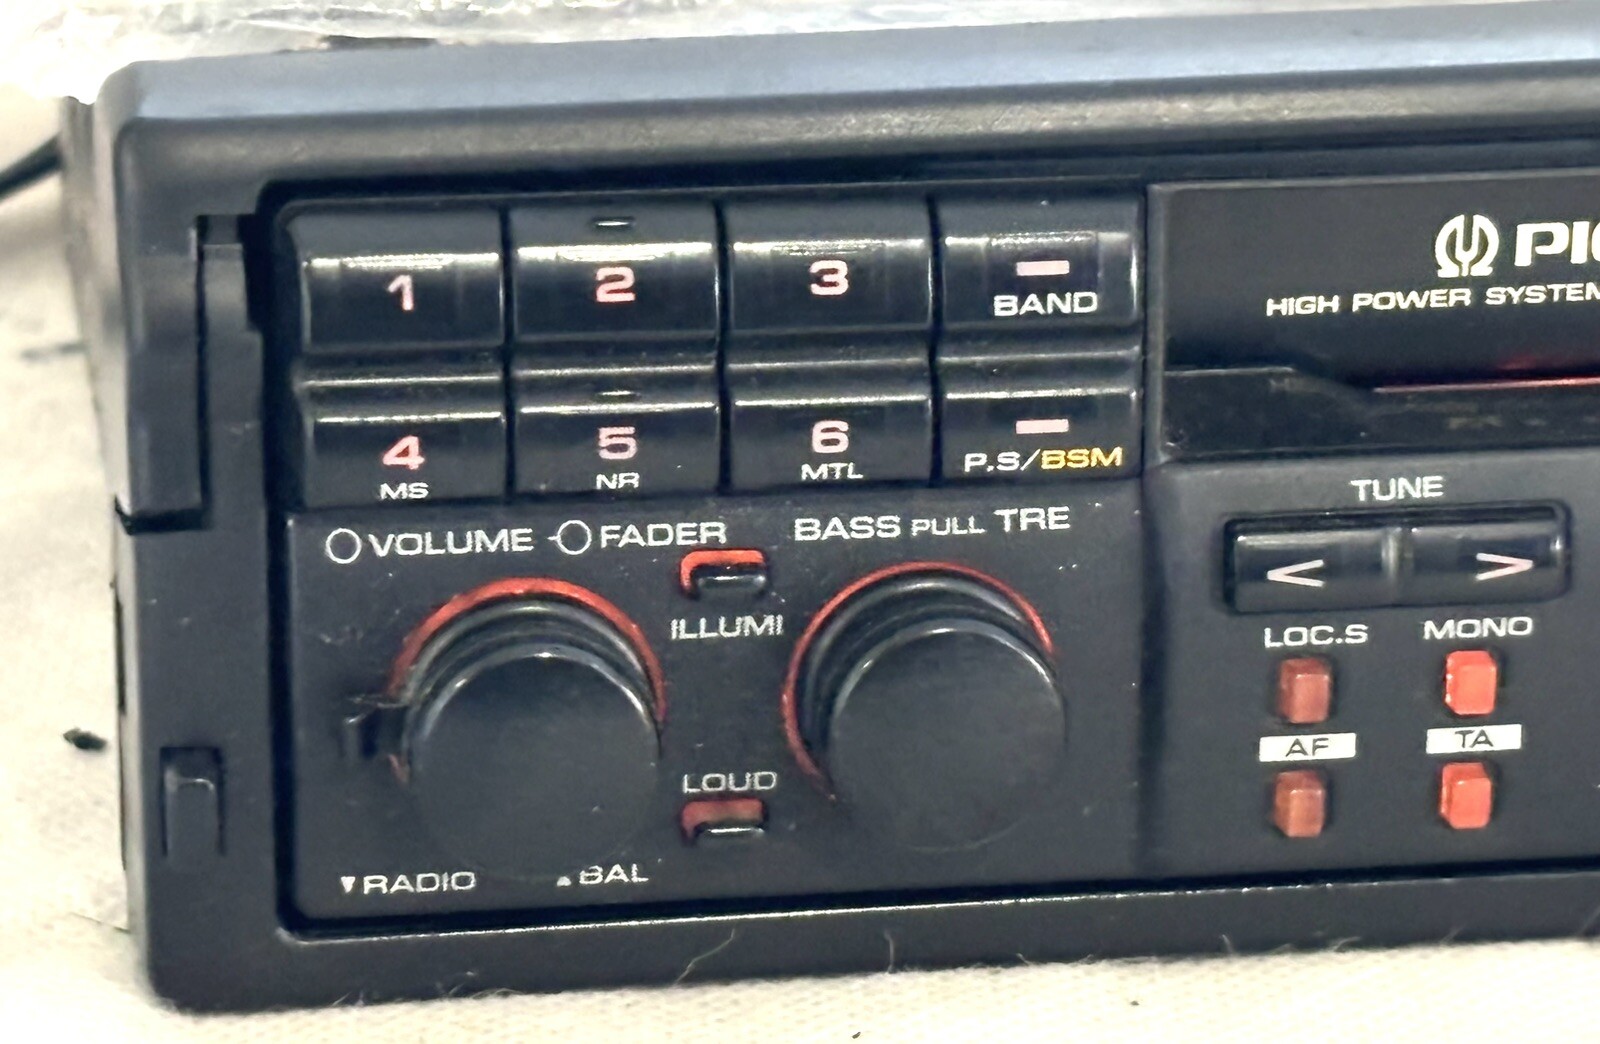 1 2 3 BAND
PIO
HIGH POWER SYSTEM
4 5 6 P.S/BSM
MS NR MTL
TUNE
< >
VOLUME FADER BASS PULL TRE
ILLUMI
LOC.S MONO
AF TA
LOUD
▼RADIO ▲BAL